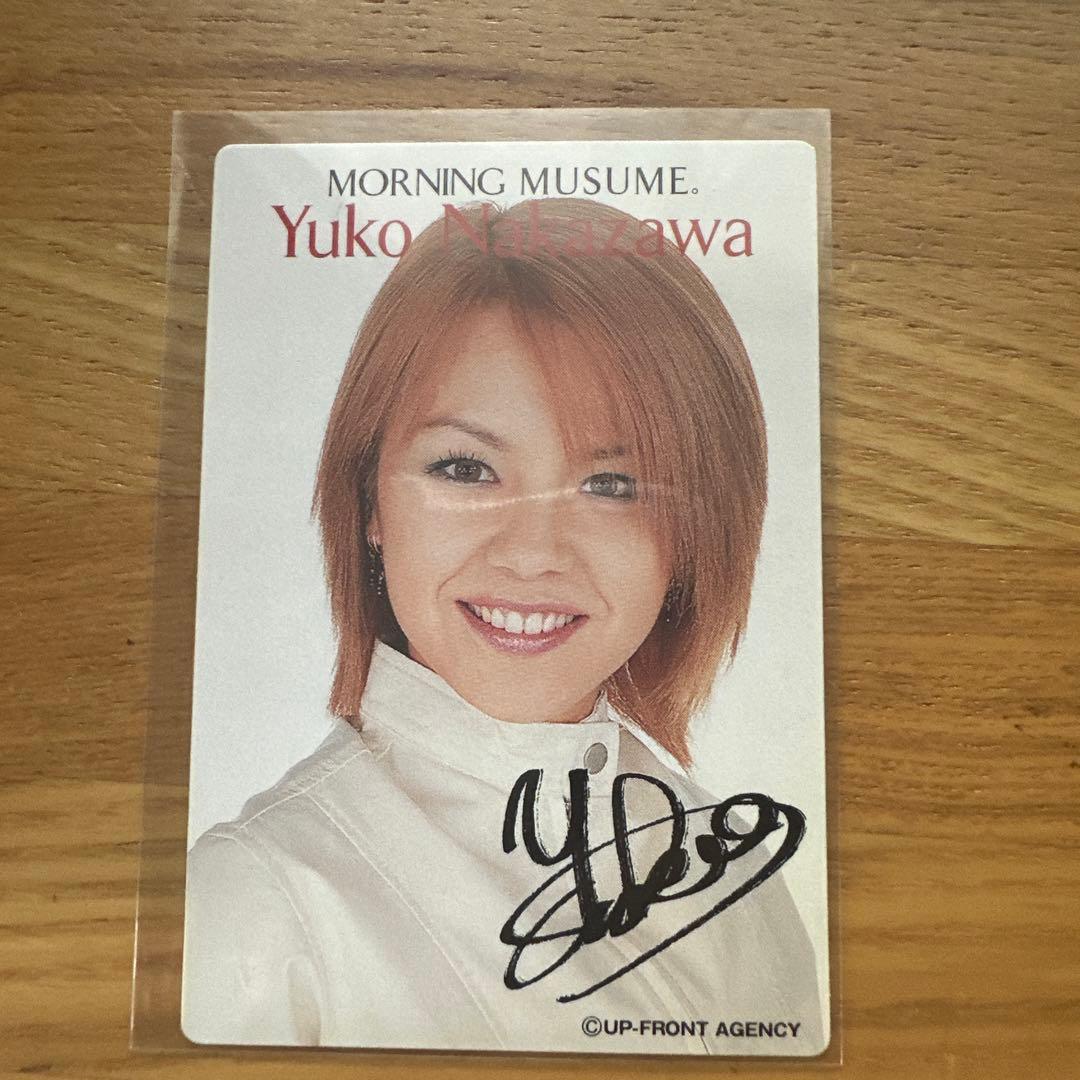 MORNING MUSUME。
Yuko Nakazawa
©UP-FRONT AGENCY